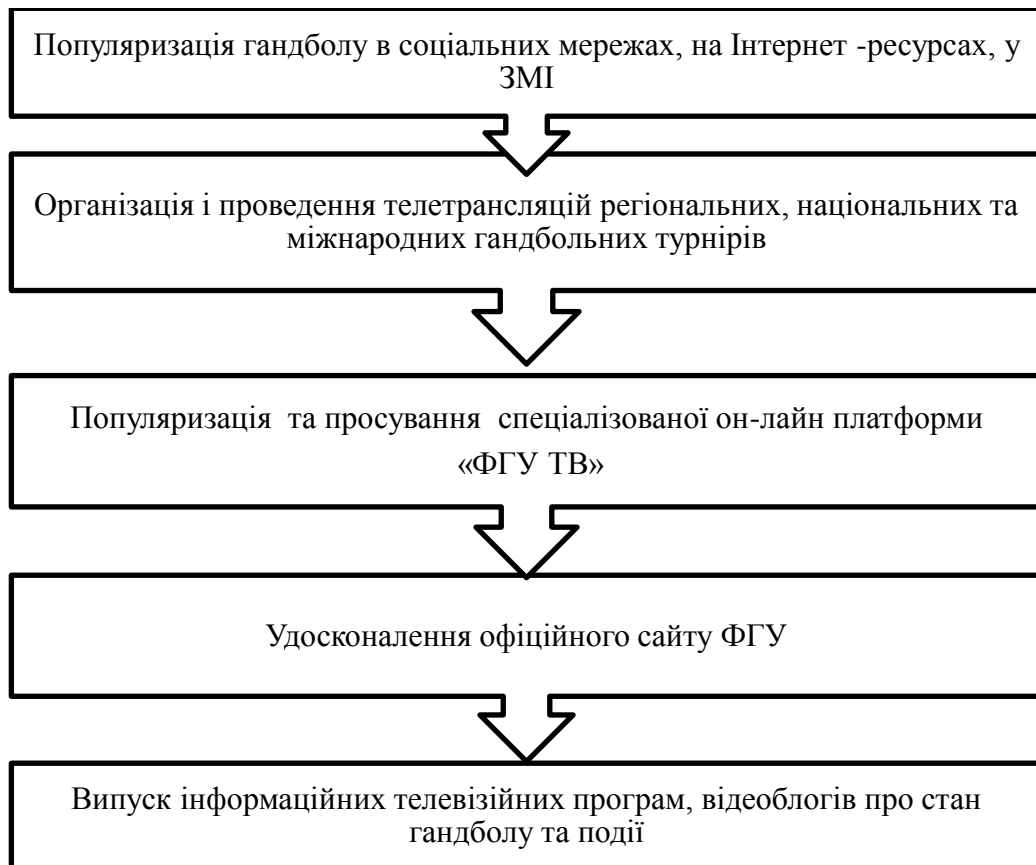 Популяризація гандболу в соціальних мережах, на Інтернет -ресурсах, у
ЗМІ
Організація і проведення телетрансляцій регіональних, національних та
міжнародних гандбольних турнірів
Популяризація та просування спеціалізованої он-лайн платформи
«ФГУ ТВ»
Удосконалення офіційного сайту ФГУ
Випуск інформаційних телевізійних програм, відеоблогів про стан
гандболу та події